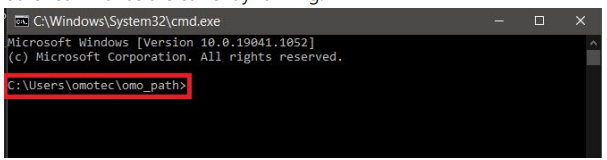 C:\Windows\System32\cmd.exe
Microsoft Windows [Version 10.0.19041.1052]
(c) Microsoft Corporation. All rights reserved.
C:\Users\omotec\omo_path>